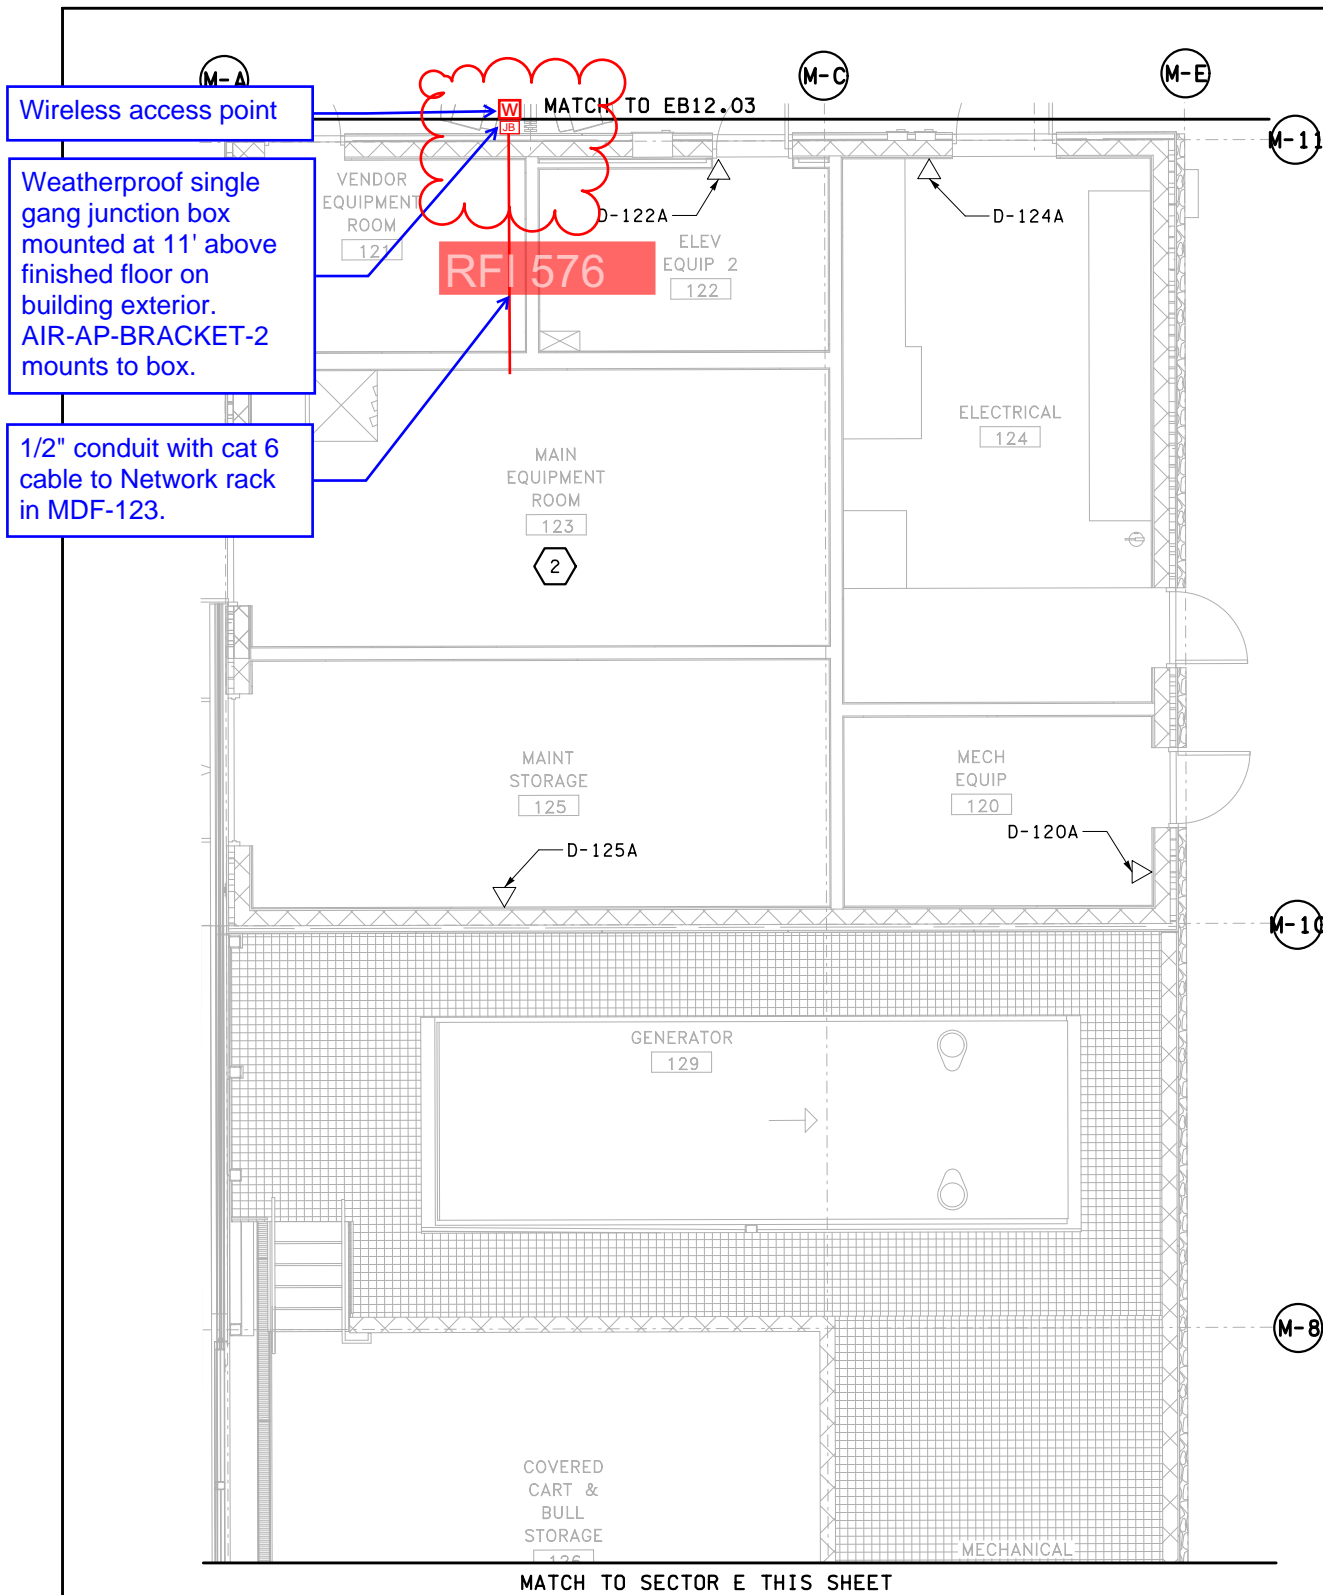 M-A
M-C
M-E
Wireless access point
W
MATCH TO EB12.03
JB
M-11
Weatherproof single
gang junction box
mounted at 11' above
finished floor on
building exterior.
AIR-AP-BRACKET-2
mounts to box.
VENDOR
EQUIPMENT
ROOM
121
D-122A
D-124A
ELEV
EQUIP 2
122
RFI 576
1/2" conduit with cat 6
cable to Network rack
in MDF-123.
MAIN
EQUIPMENT
ROOM
123
2
ELECTRICAL
124
MAINT
STORAGE
125
MECH
EQUIP
120
D-120A
D-125A
M-10
GENERATOR
129
M-8
COVERED
CART &
BULL
STORAGE
126
MECHANICAL
MATCH TO SECTOR E THIS SHEET